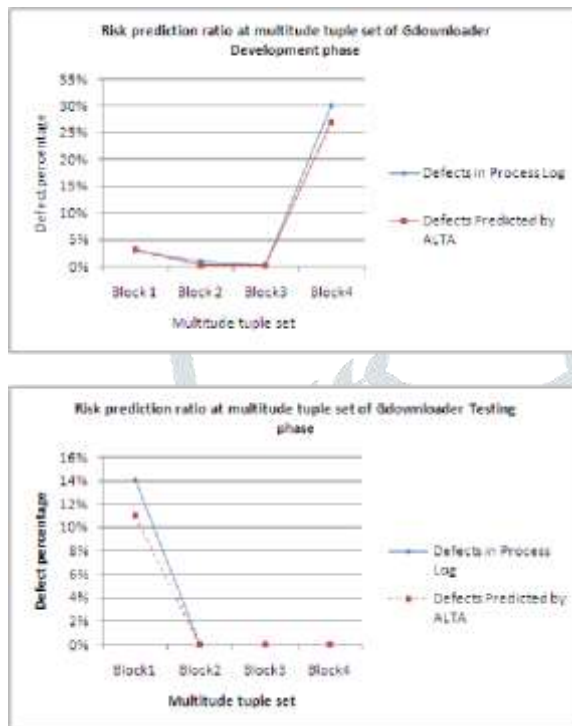 Risk prediction ratio at multitude tuple set of Gdownloader
Development phase
35%
30%
25%
20%
15%
10%
5%
0%
Defect percentage
Block 1
Block 2
Block3
Block4
Multitude tuple set
Defects in Process Log
Defects Predicted by
ALTA
Risk prediction ratio at multitude tuple set of Gdownloader Testing
phase
16%
14%
12%
10%
8%
6%
4%
2%
0%
Defect percentage
Block1
Block2
Block3
Block4
Multitude tuple set
Defects in Process
Log
Defects Predicted by
ALTA